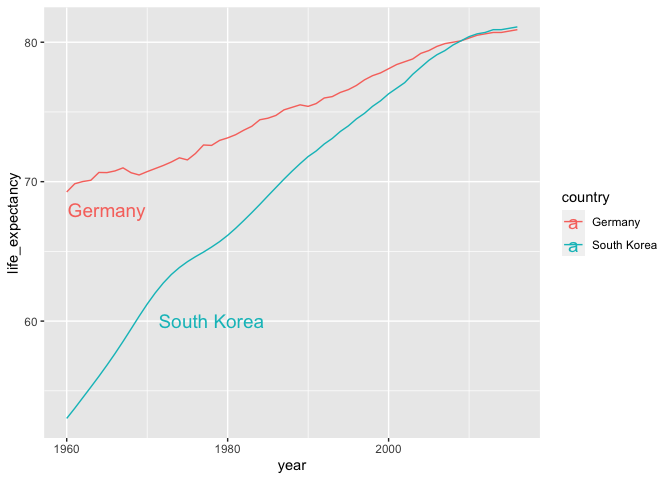 80
70
60
life_expectancy
Germany
South Korea
1960
1980
2000
year
country
a Germany
a South Korea